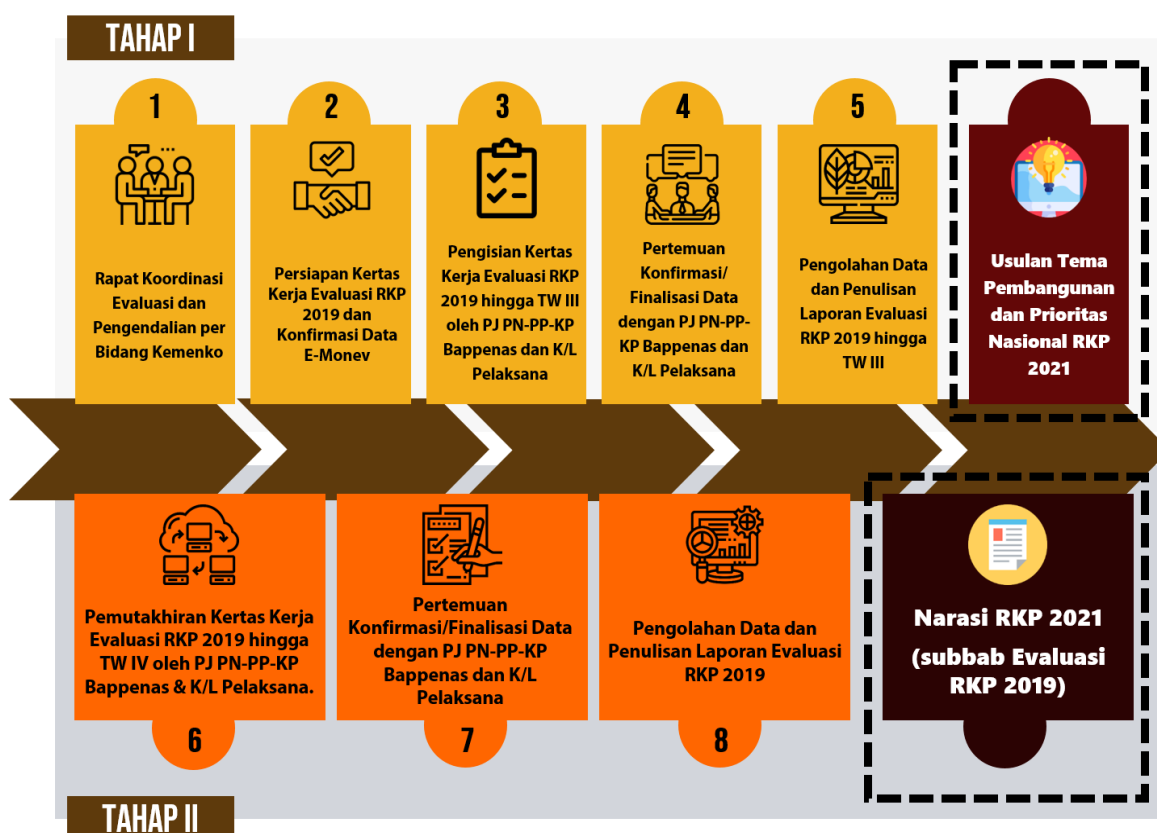 TAHAP I
1
Rapat Koordinasi
Evaluasi dan
Pengendalian per
Bidang Kemenko
2
Persiapan Kertas
Kerja Evaluasi RKP
2019 dan
Konfirmasi Data
E-Monev
3
Pengisian Kertas
Kerja Evaluasi RKP
2019 hingga TW III
oleh PJ PN-PP-KP
Bappenas dan K/L
Pelaksana
4
Pertemuan
Konfirmasi/
Finalisasi Data
dengan PJ PN-PP-
KP Bappenas dan
K/L Pelaksana
5
Pengolahan Data
dan Penulisan
Laporan Evaluasi
RKP 2019 hingga
TW III
Usulan Tema
Pembangunan
dan Prioritas
Nasional RKP
2021
Pemutakhiran Kertas Kerja
Evaluasi RKP 2019 hingga
TW IV oleh PJ PN-PP-KP
Bappenas & K/L Pelaksana.
6
Pertemuan
Konfirmasi/Finalisasi Data
dengan PJ PN-PP-KP
Bappenas dan K/L
Pelaksana
7
Pengolahan Data dan
Penulisan Laporan Evaluasi
RKP 2019
8
Narasi RKP 2021
(subbab Evaluasi
RKP 2019)
TAHAP II